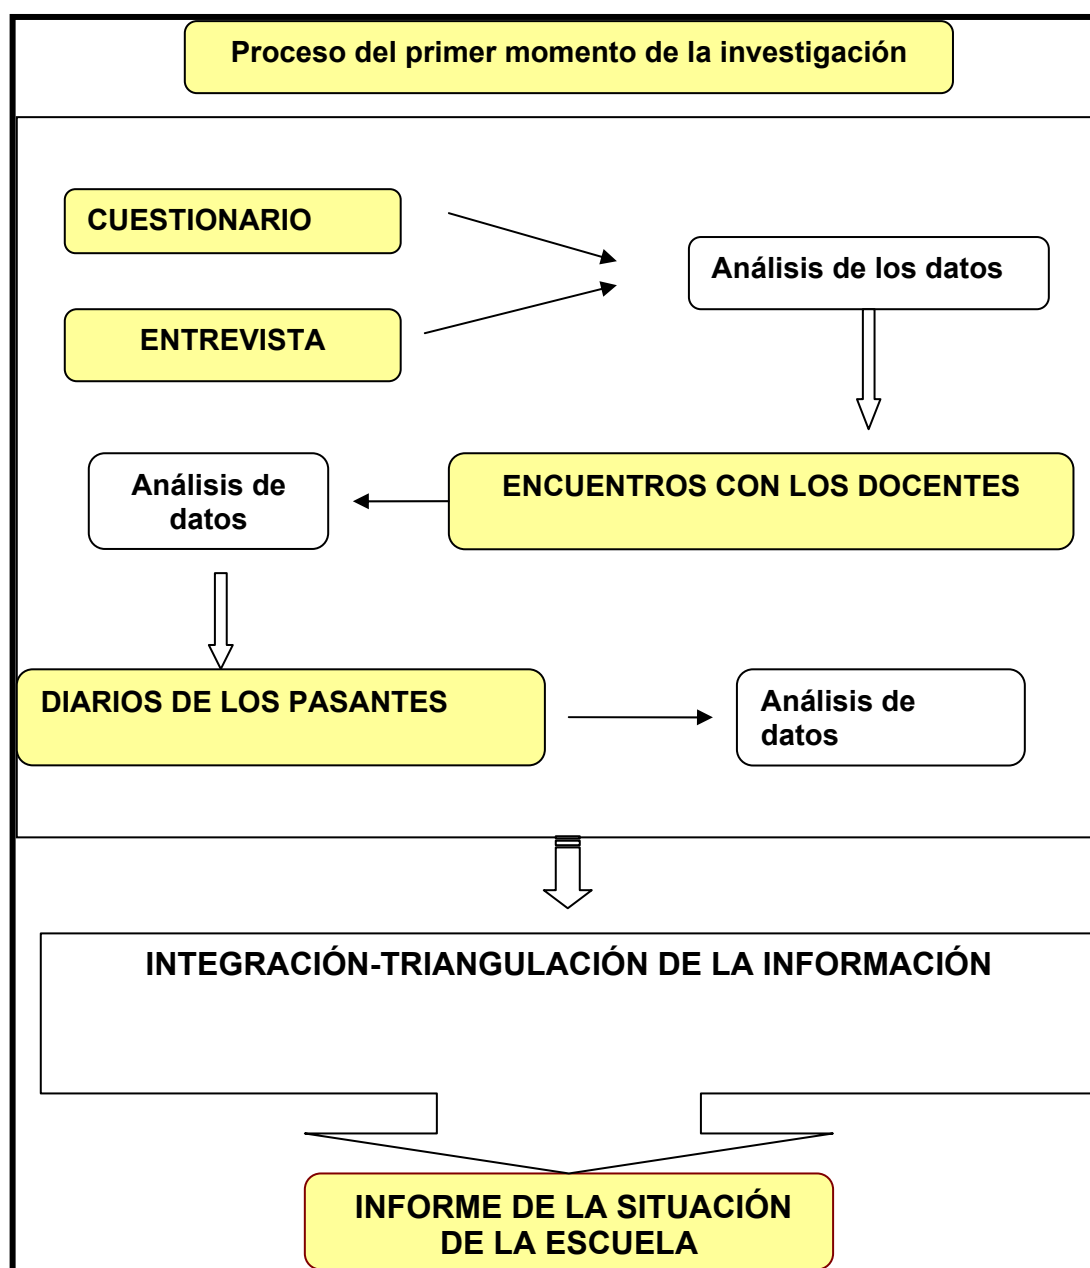 Proceso del primer momento de la investigación
CUESTIONARIO
Análisis de los datos
ENTREVISTA
ENCUENTROS CON LOS DOCENTES
Análisis de
datos
DIARIOS DE LOS PASANTES
Análisis de
datos
INTEGRACIÓN-TRIANGULACIÓN DE LA INFORMACIÓN
INFORME DE LA SITUACIÓN
DE LA ESCUELA